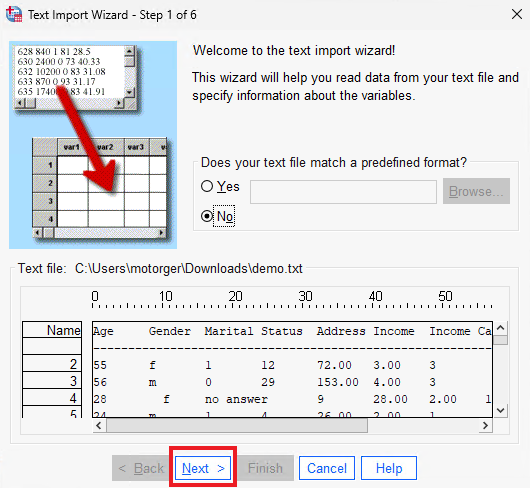 Text Import Wizard - Step 1 of 6
628 840 1 81 28.5
630 2400 0 73 40.33
632 10200 0 83 31.08
633 870 0 93 31.17
635 1740 83 41.91
var1 var2 var3 va
1
2
3
4
Welcome to the text import wizard!
This wizard will help you read data from your text file and
specify information about the variables.
Does your text file match a predefined format?
Yes
Browse...
No
Text file: C:\Users\motorger\Downloads\demo.txt
0 10 20 30 40 50
Name Age Gender Marital Status Address Income Income Ca
2 55 f 1 12 72.00 3.00 3
3 56 m 0 29 153.00 4.00 3
4 28 f no answer 9 28.00 2.00 1
5 24 m 1 4 26.00 2.00 1
< Back Next > Finish Cancel Help